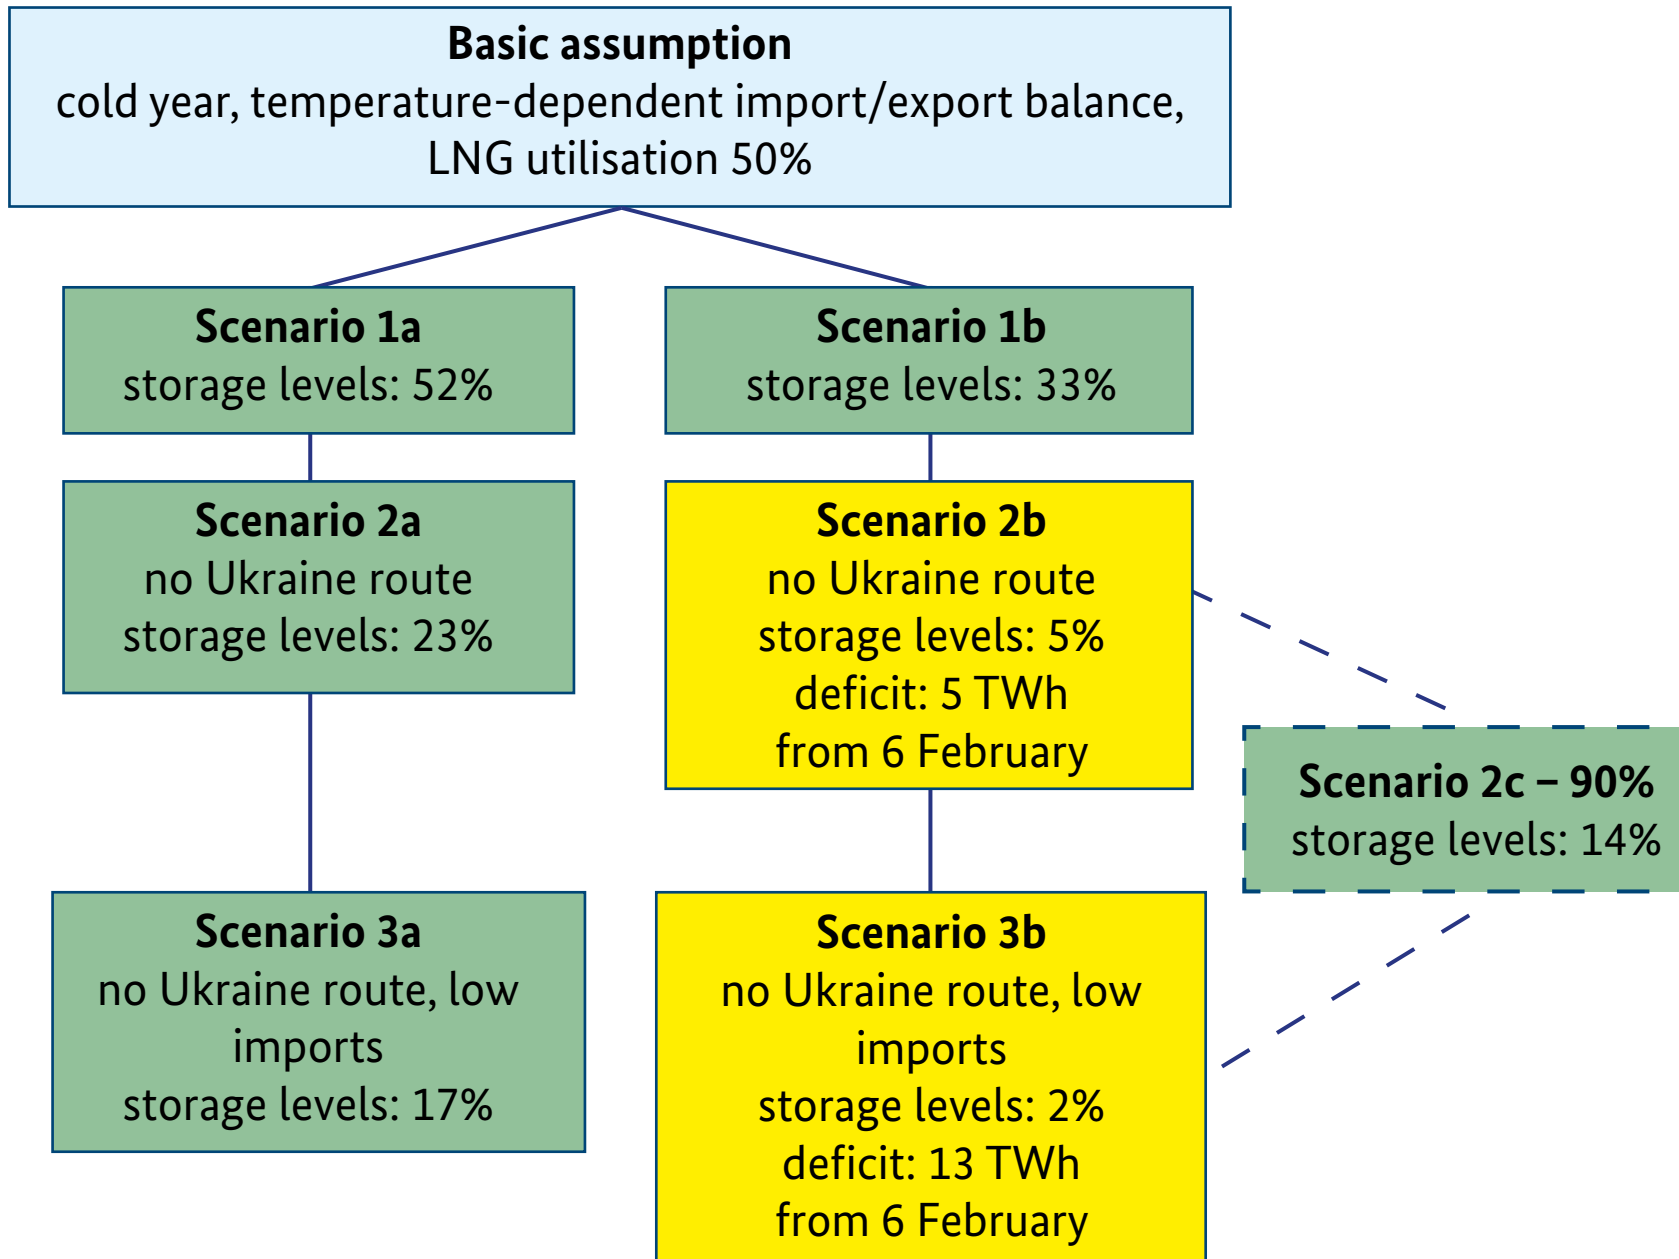 Basic assumption
cold year, temperature-dependent import/export balance,
LNG utilisation 50%
Scenario 1a
storage levels: 52%
Scenario 1b
storage levels: 33%
Scenario 2a
no Ukraine route
storage levels: 23%
Scenario 2b
no Ukraine route
storage levels: 5%
deficit: 5 TWh
from 6 February
Scenario 2c – 90%
storage levels: 14%
Scenario 3a
no Ukraine route, low
imports
storage levels: 17%
Scenario 3b
no Ukraine route, low
imports
storage levels: 2%
deficit: 13 TWh
from 6 February